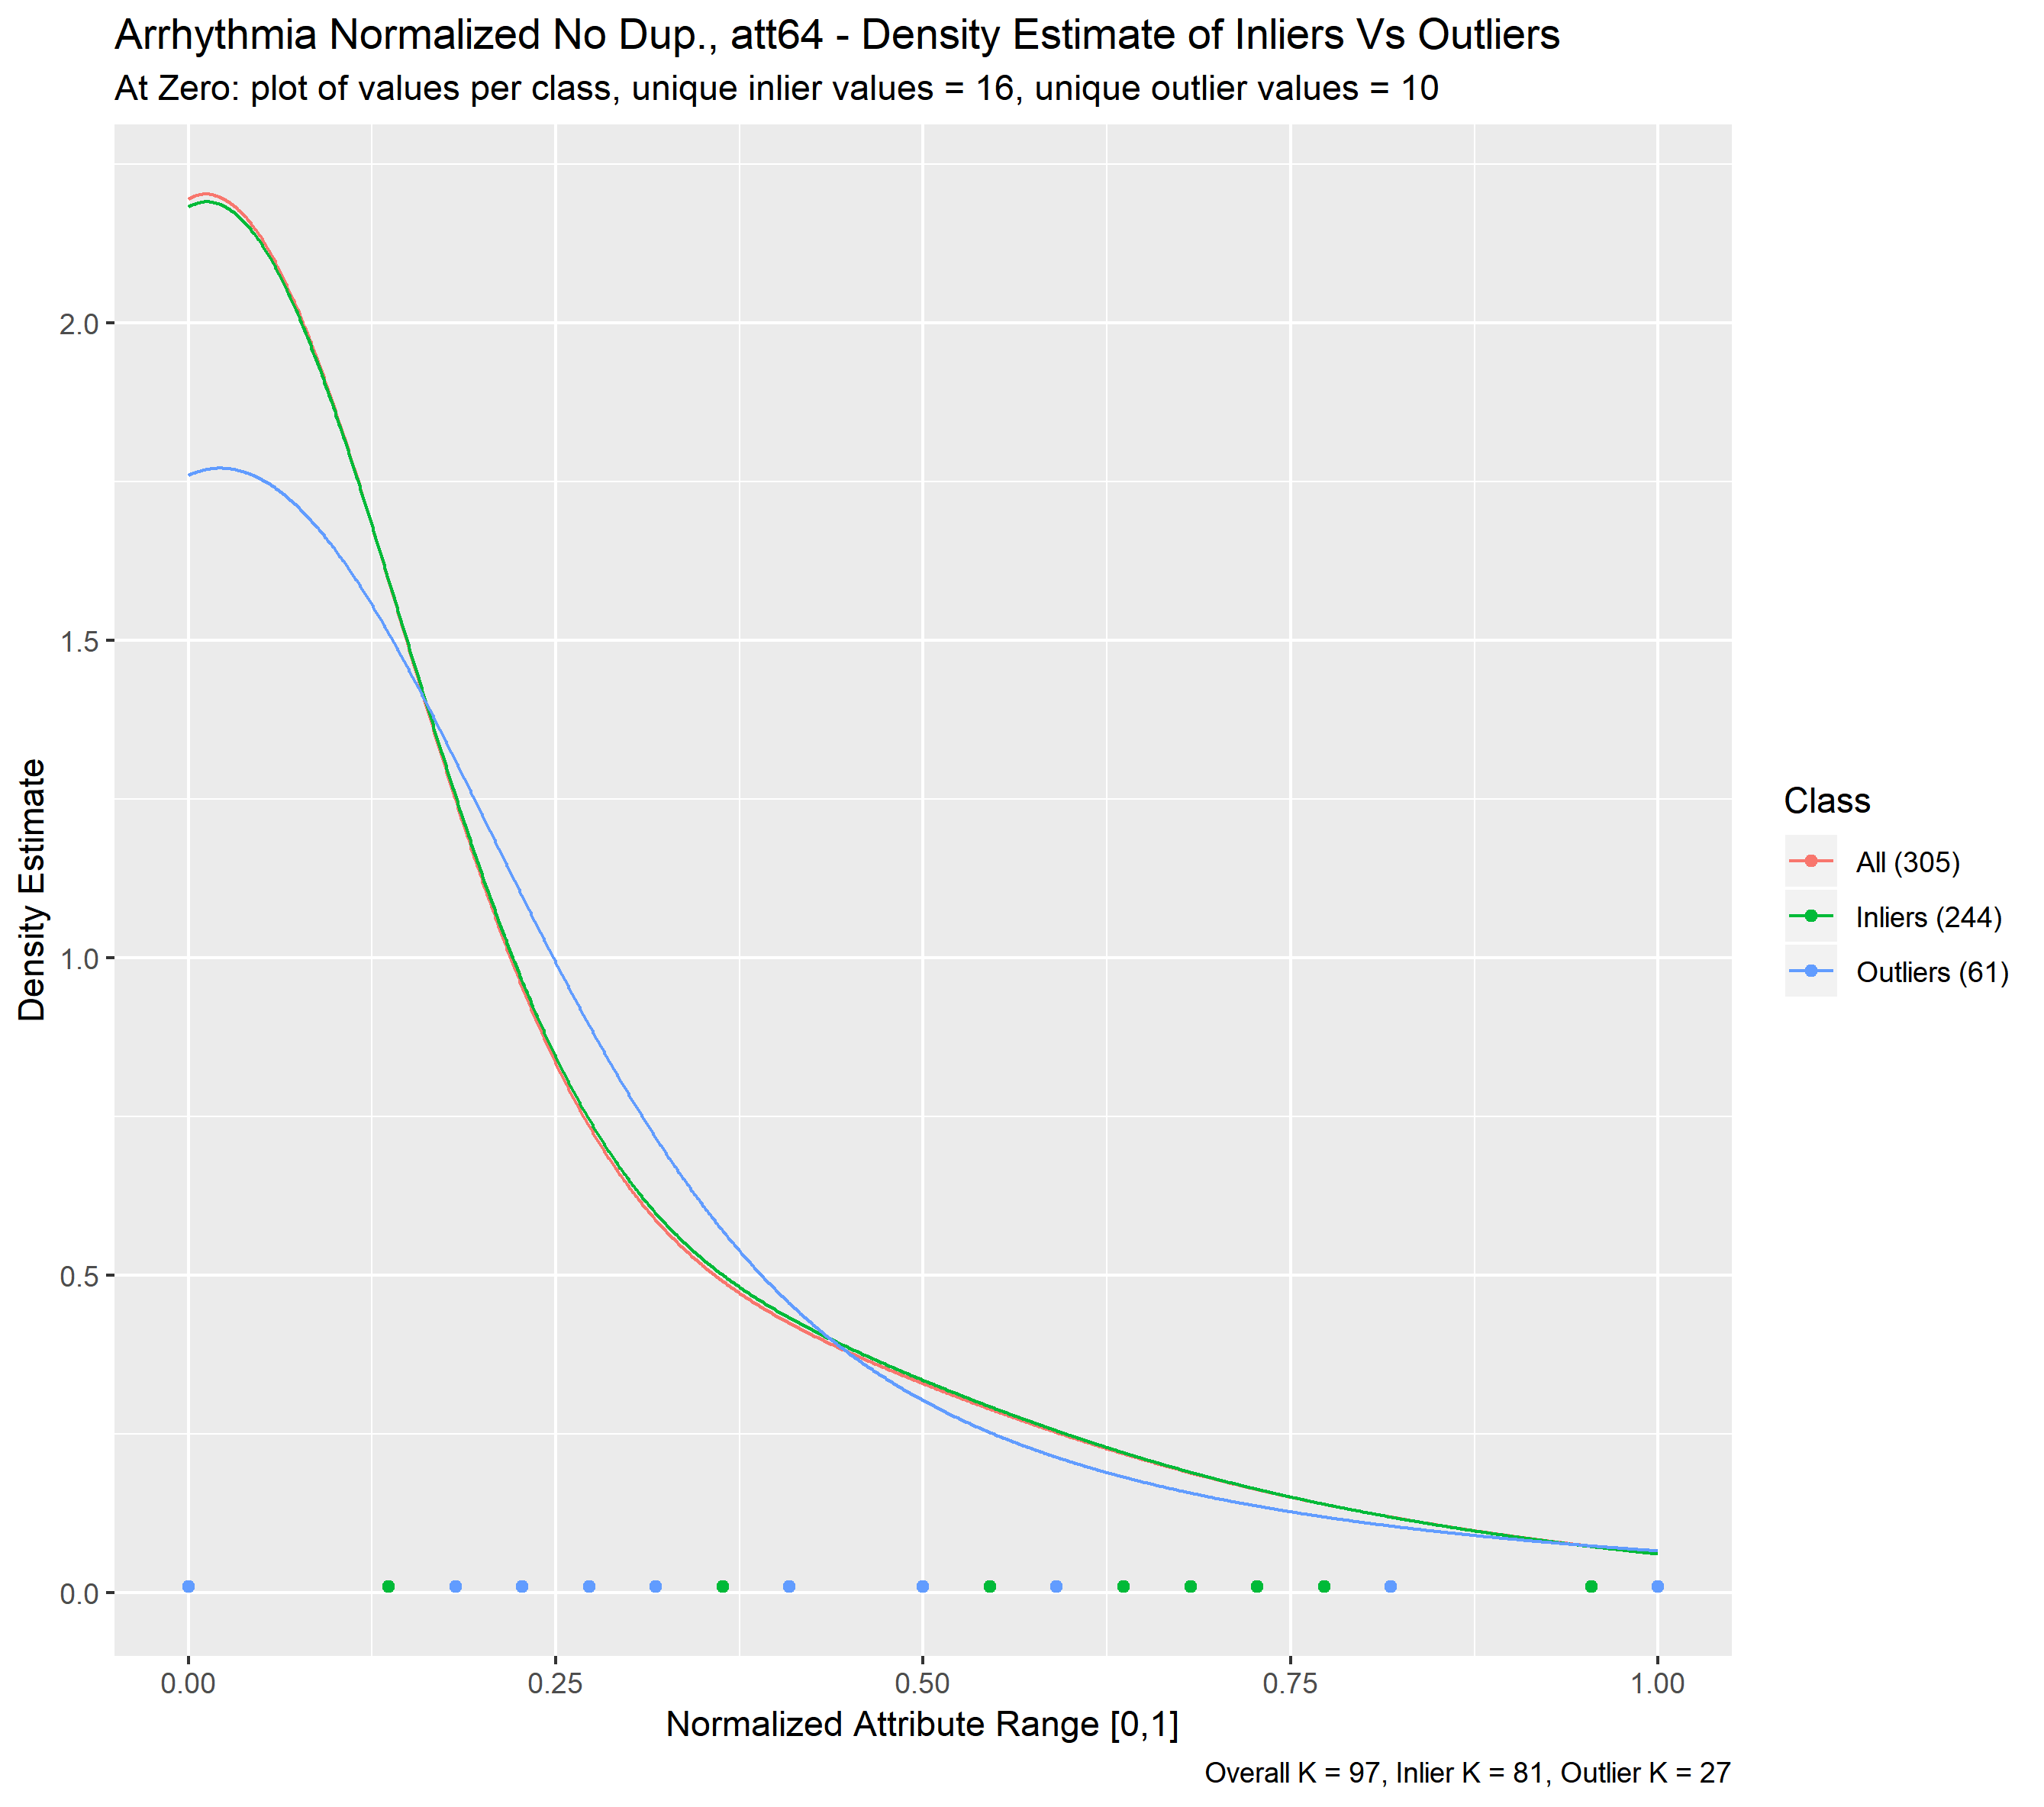 Arrhythmia Normalized No Dup., att64 - Density Estimate of Inliers Vs Outliers
At Zero: plot of values per class, unique inlier values = 16, unique outlier values = 10
Density Estimate
2.0
1.5
1.0
0.5
0.0
0.00 0.25 0.50 0.75 1.00
Normalized Attribute Range [0,1]
Class
All (305)
Inliers (244)
Outliers (61)
Overall K = 97, Inlier K = 81, Outlier K = 27